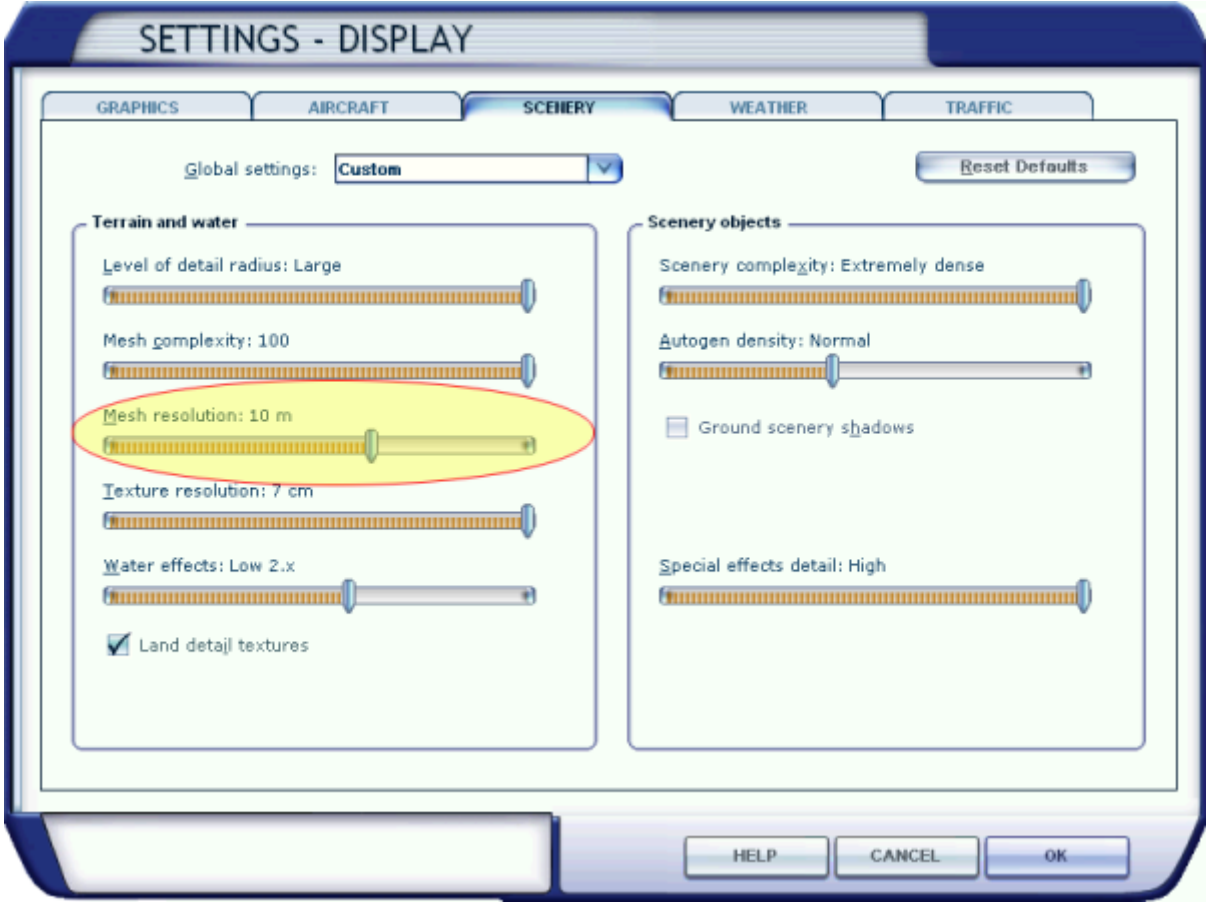 SETTINGS - DISPLAY
GRAPHICS
AIRCRAFT
SCENERY
WEATHER
TRAFFIC
Global settings: Custom
Reset Defaults
Terrain and water
Level of detail radius: Large
Mesh complexity: 100
Mesh resolution: 10 m
Texture resolution: 7 cm
Water effects: Low 2.x
Land detail textures
Scenery objects
Scenery complexity: Extremely dense
Autogen density: Normal
Ground scenery shadows
Special effects detail: High
HELP
CANCEL
OK